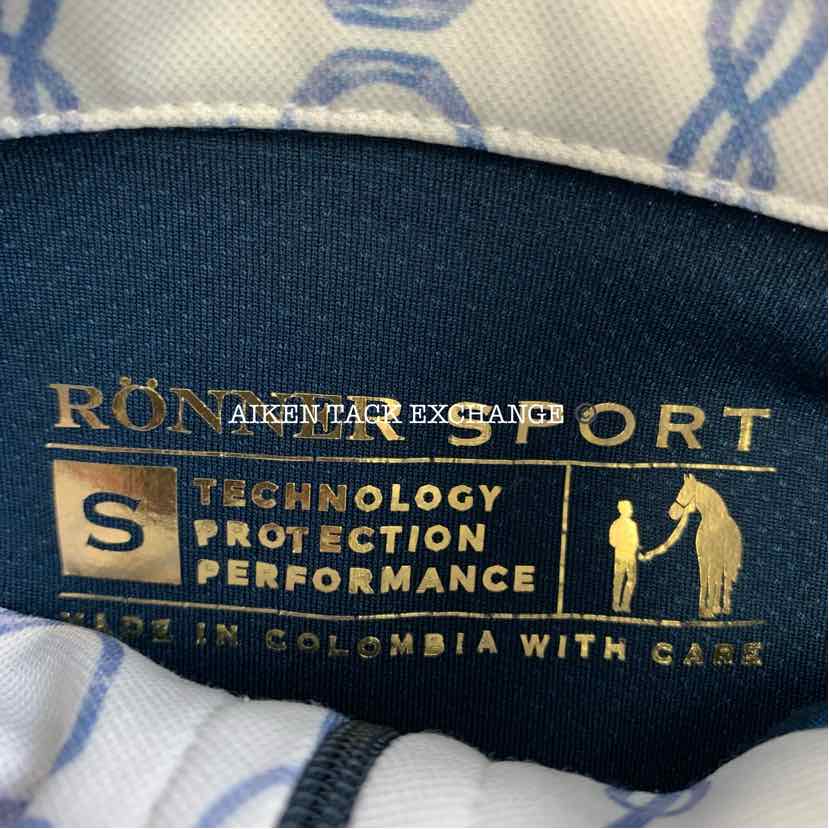 RÖNNER SPORT
AIKEN TACK EXCHANGE ©
S
TECHNOLOGY
PROTECTION
PERFORMANCE
MADE IN COLOMBIA WITH CARE